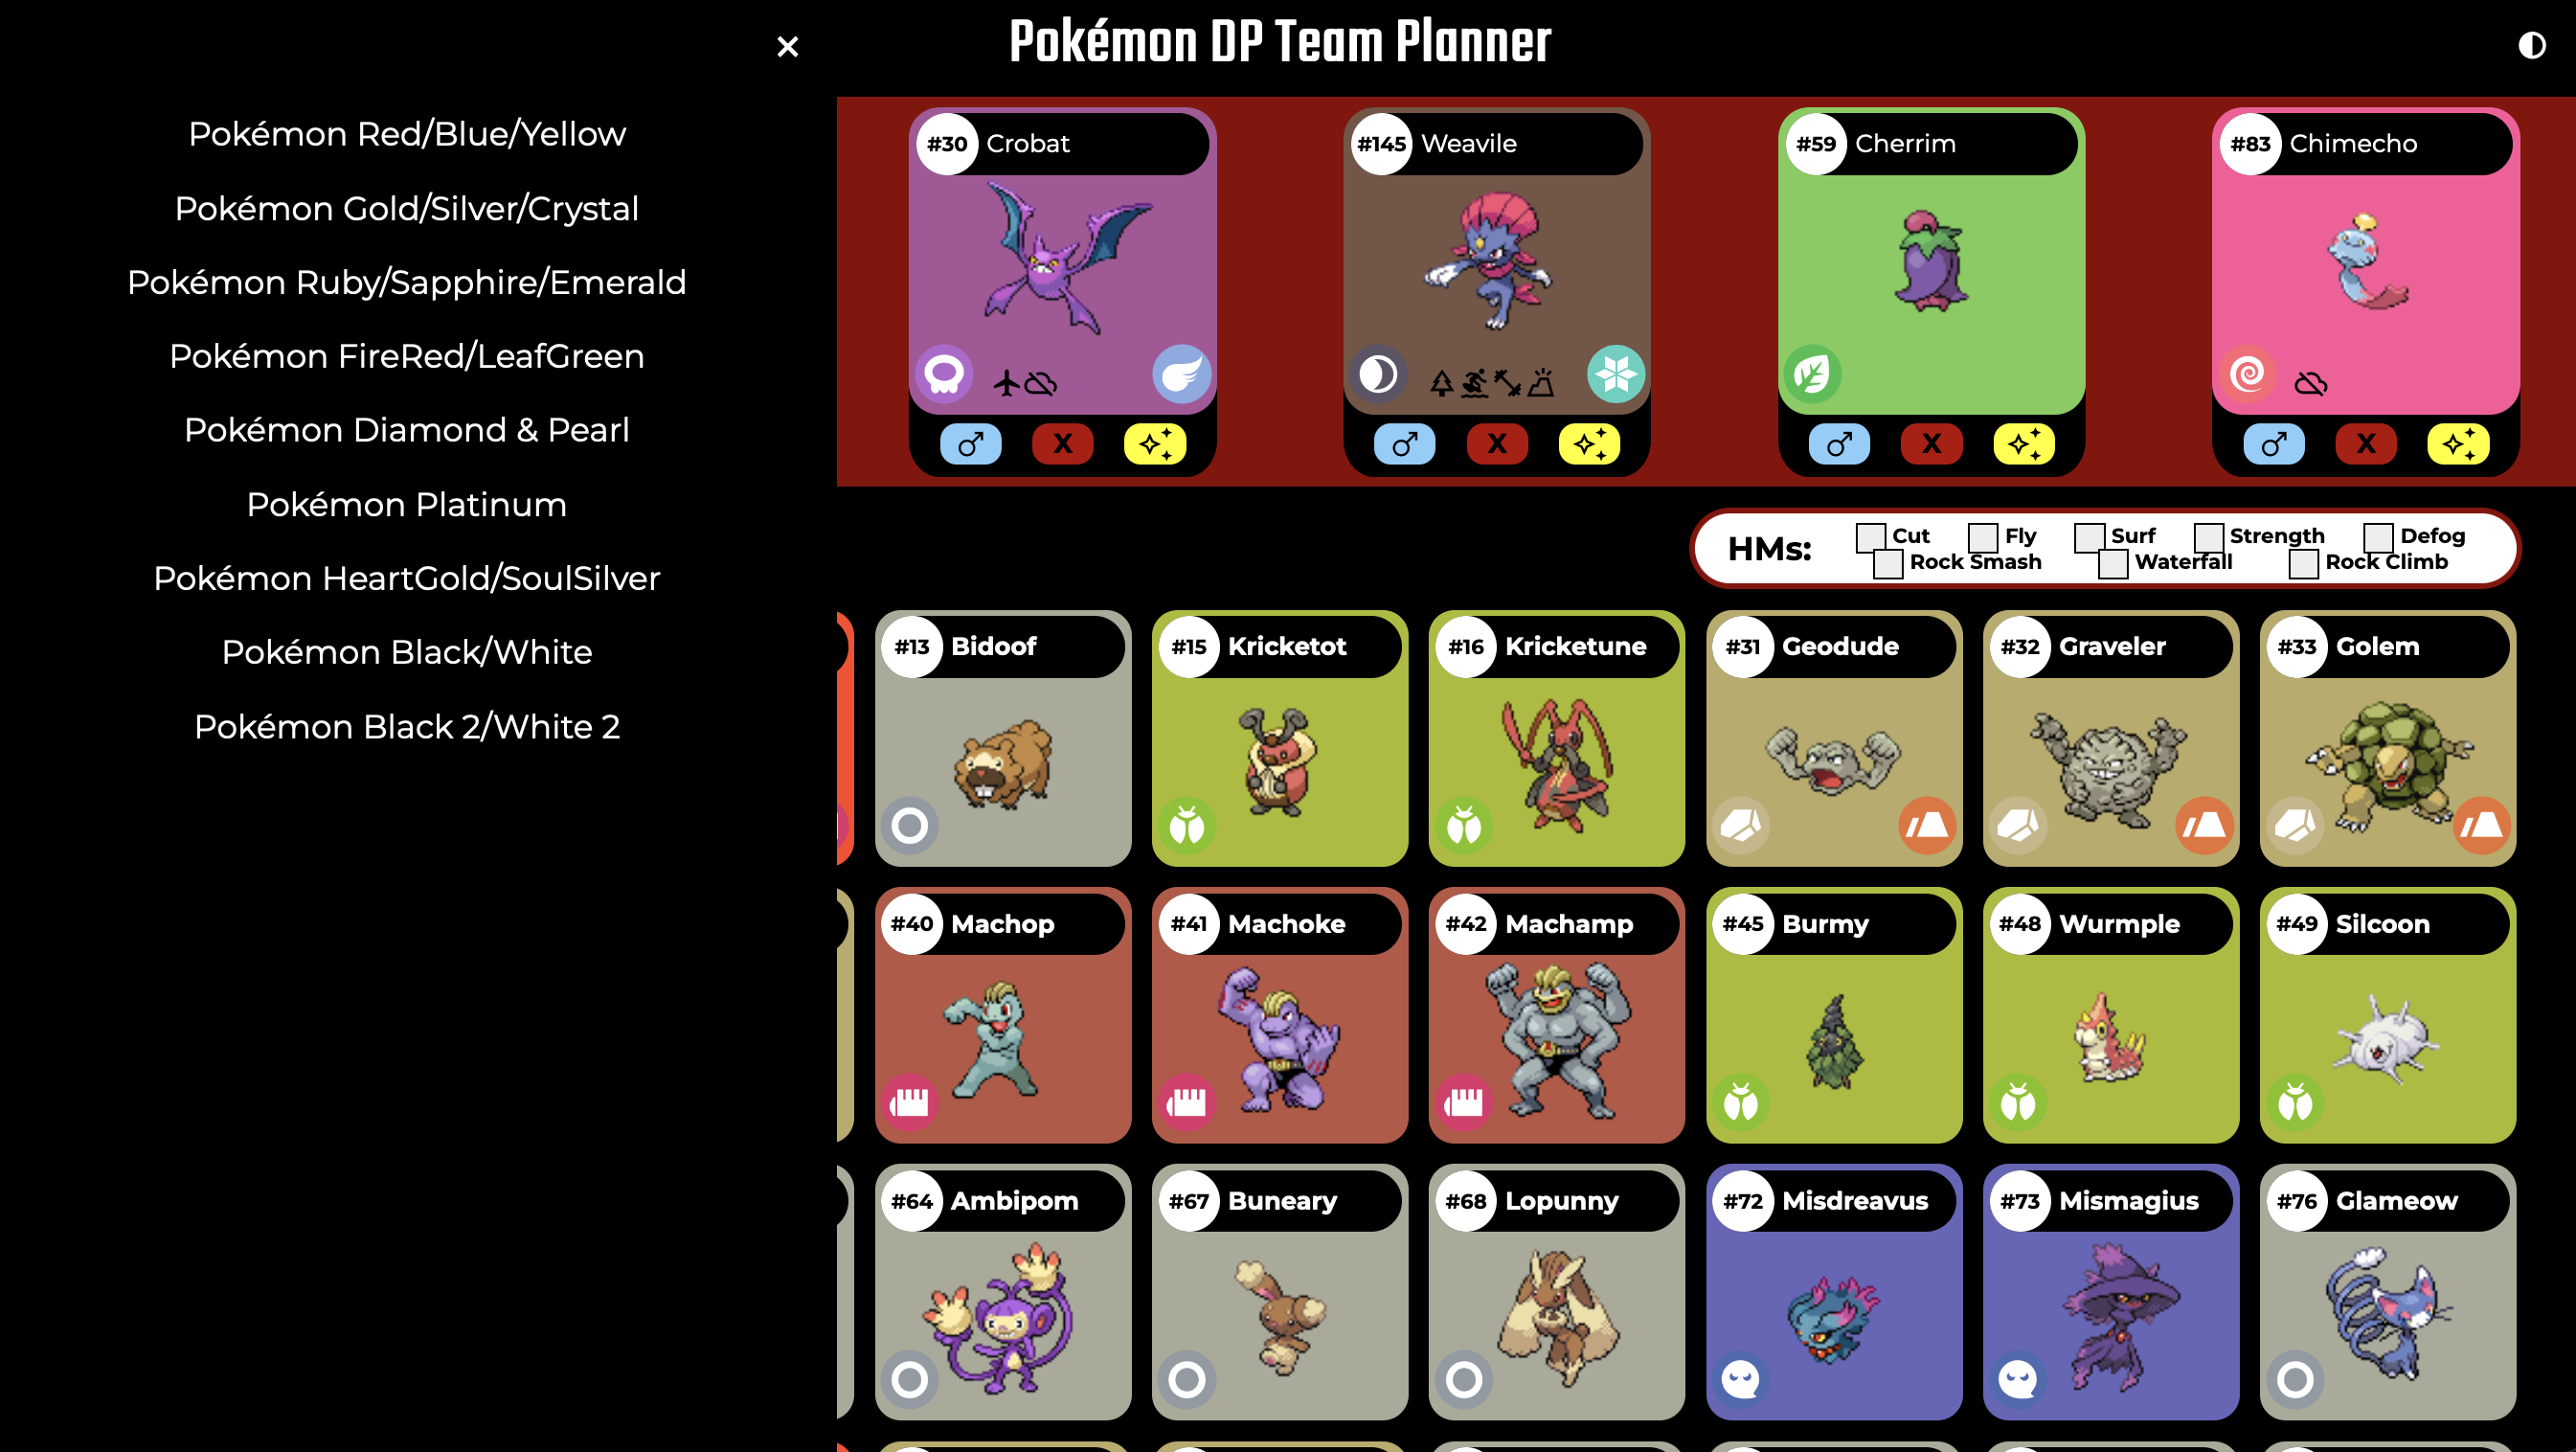 ×
Pokémon Red/Blue/Yellow
Pokémon Gold/Silver/Crystal
Pokémon Ruby/Sapphire/Emerald
Pokémon FireRed/LeafGreen
Pokémon Diamond & Pearl
Pokémon Platinum
Pokémon HeartGold/SoulSilver
Pokémon Black/White
Pokémon Black 2/White 2
Pokémon DP Team Planner
#30 Crobat
#145 Weavile
#59 Cherrim
#83 Chimecho
X
X
X
X
HMs:
Cut Fly Surf Strength Defog
Rock Smash Waterfall Rock Climb
#13 Bidoof
#15 Kricketot
#16 Kricketune
#31 Geodude
#32 Graveler
#33 Golem
#40 Machop
#41 Machoke
#42 Machamp
#45 Burmy
#48 Wurmple
#49 Silcoon
#64 Ambipom
#67 Buneary
#68 Lopunny
#72 Misdreavus
#73 Mismagius
#76 Glameow